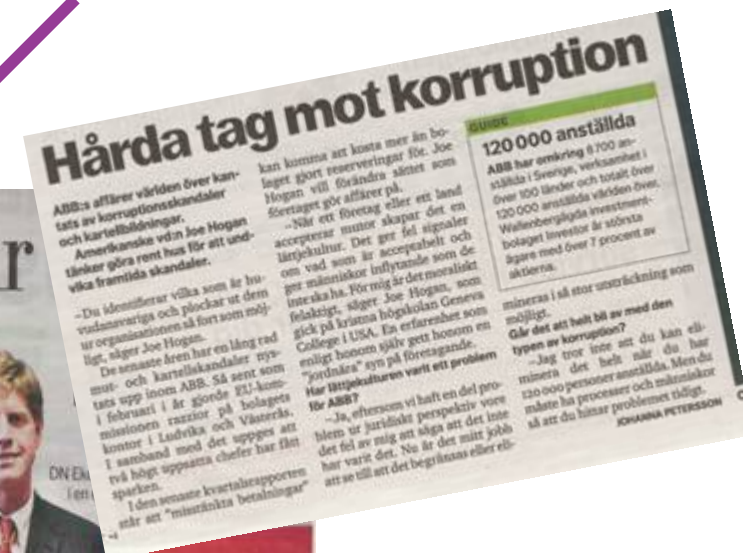 Hårda tag mot korruption
ABB:s affärer världen över kan-
tats av korruptionsskandaler
och kartellbildningar.
Amerikanske vd:n Joe Hogan
tänker göra rent hus för att und-
vika framtida skandaler.
–Du identifierar vilka som är hu-
vudansvariga och plockar ut dem
ur organisationen så fort som möj-
ligt, säger Joe Hogan.
De senaste åren har en lång rad
mut- och kartellskandaler nys-
tats upp inom ABB. Så sent som
i februari i år gjorde EU-kom-
missionen razzior på bolagets
kontor i Ludvika och Västerås.
I samband med det uppges att
två högt uppsatta chefer har fått
sparken.
I den senaste kvartalsrapporten
står att "misstänkta betalningar"
kan komma att kosta mer än bo-
laget gjort reserveringar för. Joe
Hogan vill förändra sättet som
företaget gör affärer på.
–När ett företag eller ett land
accepterar mutor skapar det en
låtjekultur. Det ger fel signaler
om vad som är acceptabelt och
ger människor inflytande som de
inte ska ha. För mig är det moraliskt
felaktigt, säger Joe Hogan, som
gick på kristna högskolan Geneva
College i USA. En erfarenhet som
enligt honom själv gett honom en
"jordnära" syn på företagande.
Har lättjekulturen varit ett problem
för ABB?
–Ja, eftersom vi haft en del pro-
blem ur juridiskt perspektiv vore
det fel av mig att säga att det inte
har varit det. Nu är det mitt jobb
att se till att det begränsas eller eli-
GUIDE
120 000 anställda
ABB har omkring 8 700 an-
ställda i Sverige, verksamhet i
över 100 länder och totalt över
120 000 anställda världen över.
Wallenbergägda investment-
bolaget Investor är största
ägare med över 7 procent av
aktierna.
mineras i så stor utsträckning som
möjligt.
Går det att helt bli av med den
typen av korruption?
–Jag tror inte att du kan eli-
minera det helt när du har
120 000 personer anställda. Men du
måste ha processer och människor
så att du hittar problemet tidigt.
JOHANNA PETERSSON
r
DN
I en